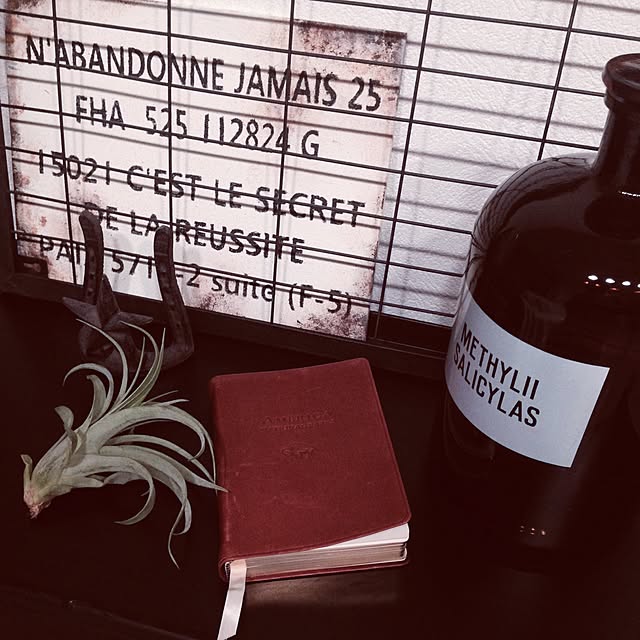 N'ABANDONNE JAMAIS 25
FHA 525 112824 G
15021 C'EST LE SECRET
DE LA REUSSITE
PA 571 -2 suite (F-5)
METHYLII
SALICYLAS